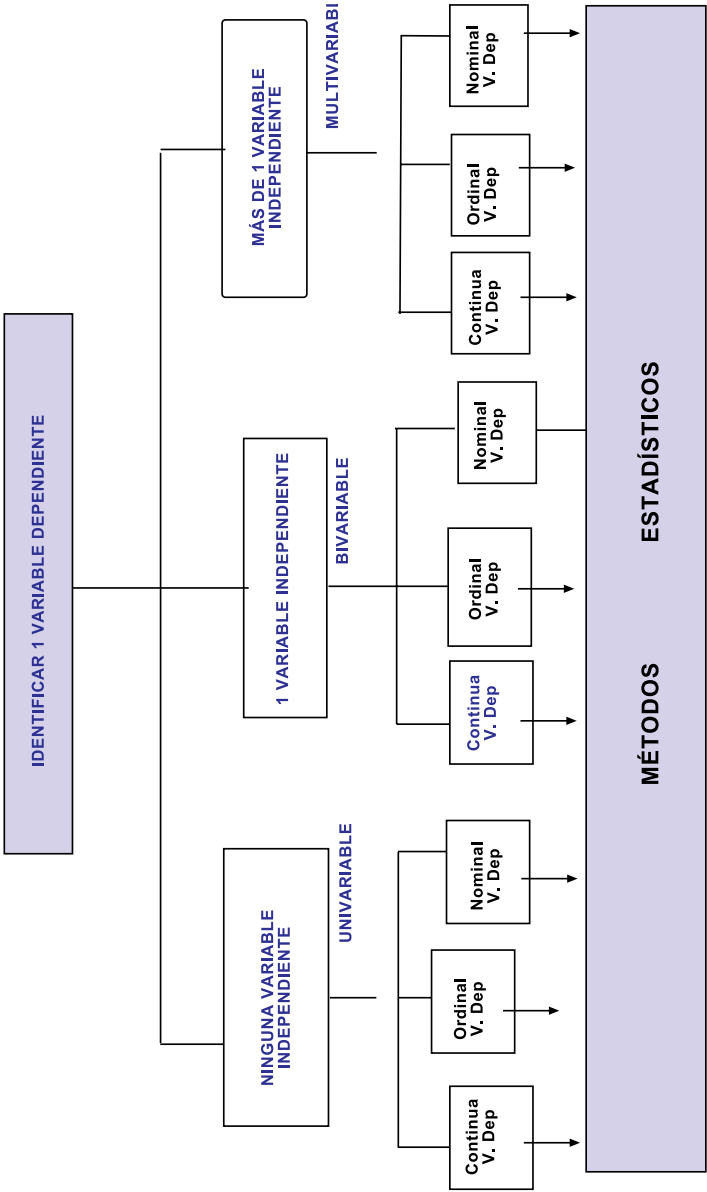 IDENTIFICAR 1 VARIABLE DEPENDIENTE
NINGUNA VARIABLE
INDEPENDIENTE
1 VARIABLE INDEPENDIENTE
MÁS DE 1 VARIABLE
INDEPENDIENTE
UNIVARIABLE
BIVARIABLE
MULTIVARIABl
Continua
V. Dep
Ordinal
V. Dep
Nominal
V. Dep
Continua
V. Dep
Ordinal
V. Dep
Nominal
V. Dep
Continua
V. Dep
Ordinal
V. Dep
Nominal
V. Dep
MÉTODOS ESTADÍSTICOS